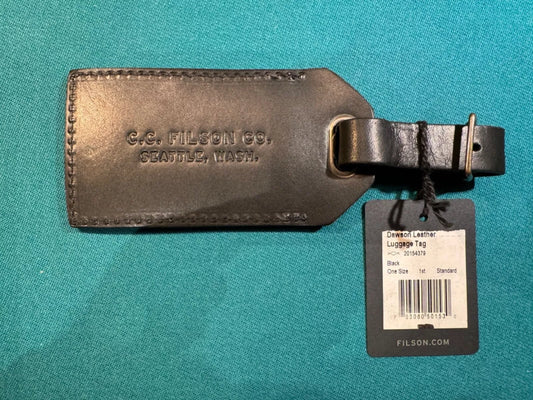 C.C. FILSON CO.
SEATTLE, WASH.
Dawson Leather
Luggage Tag
20164379
Black
One Size 1st Standard
FILSON.COM